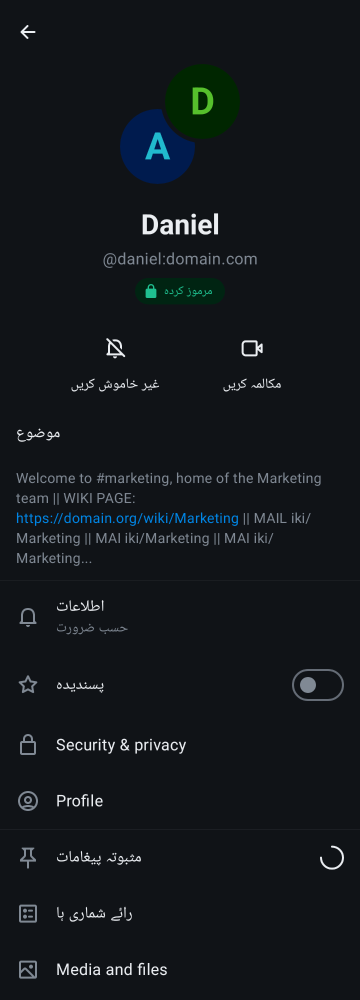 D
A
Daniel
@daniel:domain.com
مرموز کردہ
غیر خاموش کریں
مکالمہ کریں
موضوع
Welcome to #marketing, home of the Marketing
team || WIKI PAGE:
https://domain.org/wiki/Marketing || MAIL iki/
Marketing || MAI iki/Marketing || MAI iki/
Marketing...
اطلاعات
حسب ضرورت
پسندیدہ
Security & privacy
Profile
مثبوتہ پیغامات
رائے شماری ہا
Media and files